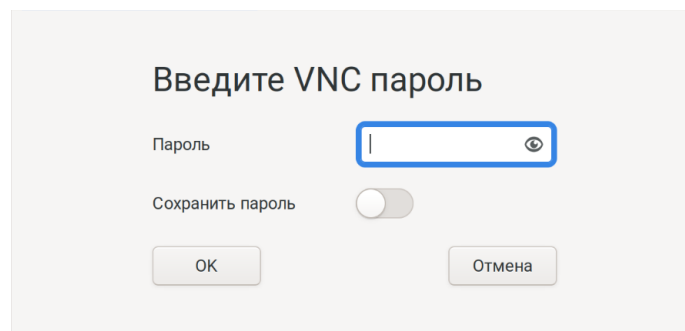 Введите VNC пароль
Пароль
Сохранить пароль
OK
Отмена